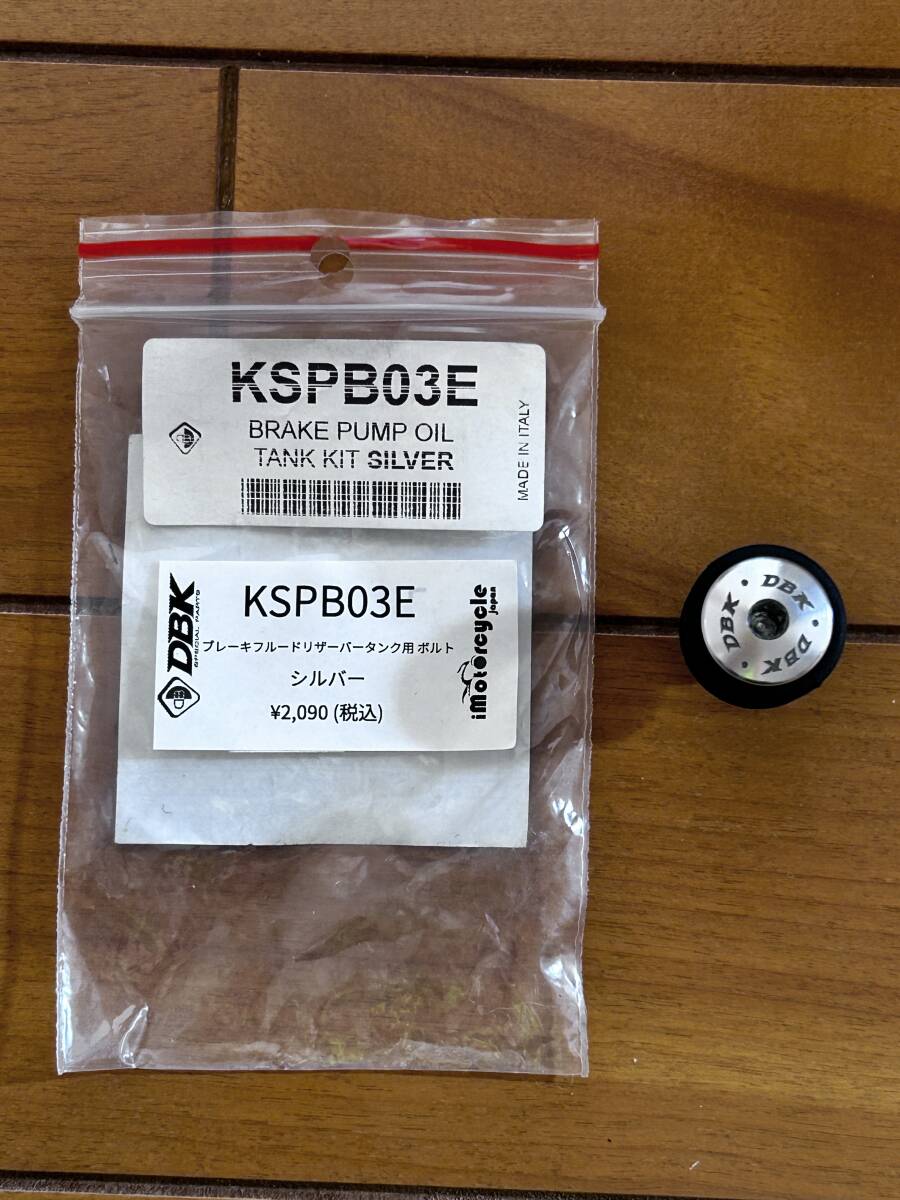 KSPB03E
BRAKE PUMP OIL
TANK KIT SILVER
MADE IN ITALY
DBK
SPECIAL PARTS
KSPB03E
ブレーキフルードリザーバータンク用 ボルト
シルバー
¥2,090 (税込)
iMotorcycle
japan
DBK
DBK
DBK